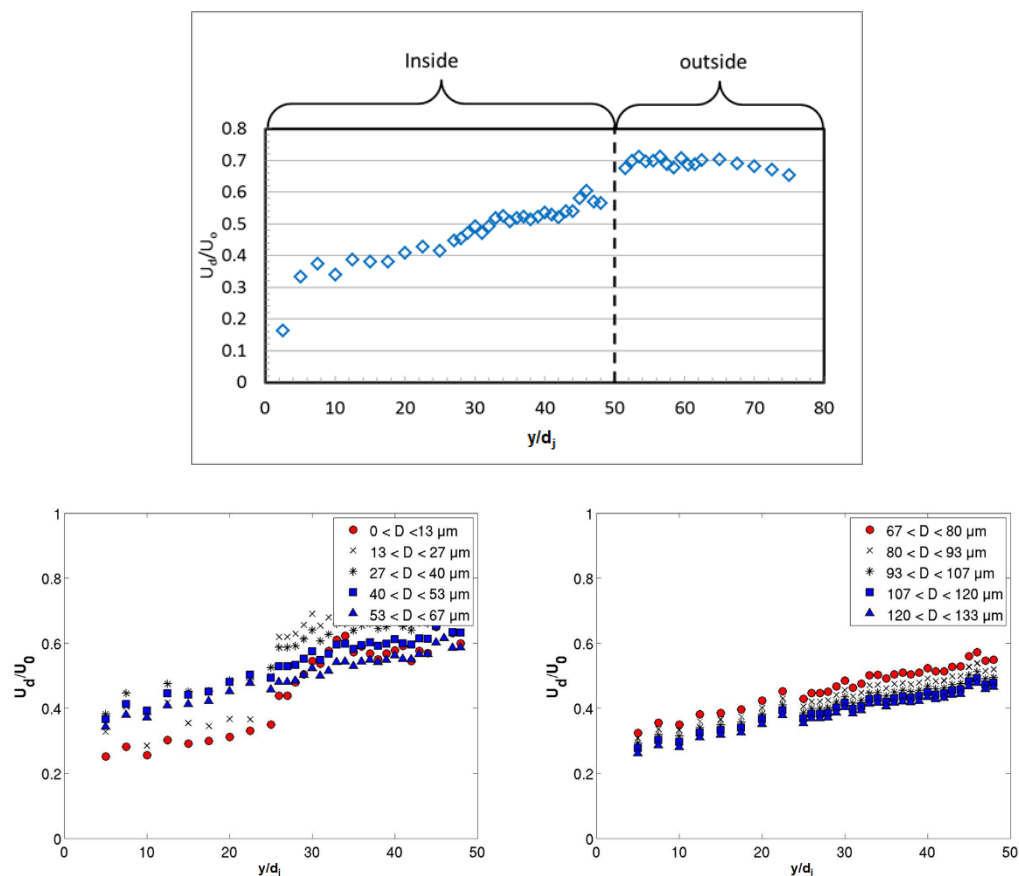 Inside
outside
0.8
0.7
0.6
0.5
0.4
0.3
0.2
0.1
0
U_d/U_o
0 10 20 30 40 50 60 70 80
y/d_j
1
0.8
0.6
0.4
0.2
0
U_d/U_0
0 < D <13 µm
13 < D < 27 µm
27 < D < 40 µm
40 < D < 53 µm
53 < D < 67 µm
0 10 20 30 40 50
y/d_j
1
0.8
0.6
0.4
0.2
0
U_d/U_0
67 < D < 80 µm
80 < D < 93 µm
93 < D < 107 µm
107 < D < 120 µm
120 < D < 133 µm
0 10 20 30 40 50
y/d_j